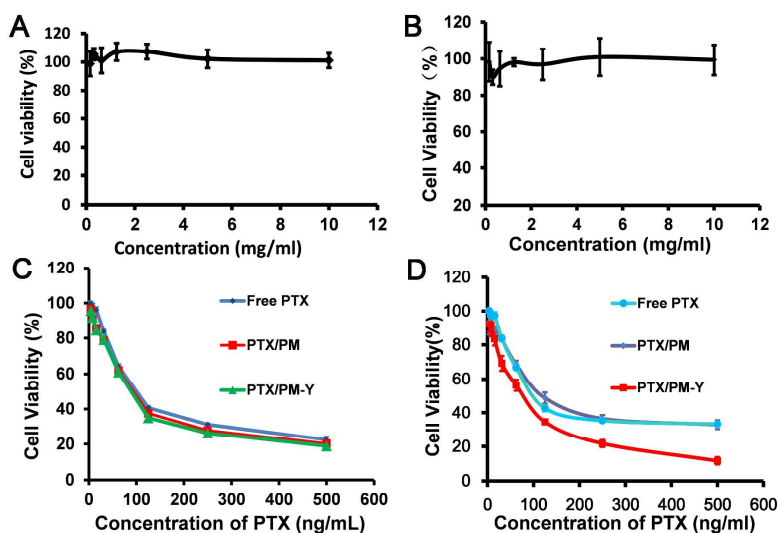 A
Cell viability (%)
120
100
80
60
40
20
0
0 2 4 6 8 10 12
Concentration (mg/ml)
B
Cell Viability（%）
120
100
80
60
40
20
0 2 4 6 8 10 12
Concentration (mg/ml)
C
Cell Viability (%)
120
100
80
60
40
20
0
Free PTX
PTX/PM
PTX/PM-Y
0 100 200 300 400 500 600
Concentration of PTX (ng/mL)
D
Cell Viability(%)
120
100
80
60
40
20
0
Free PTX
PTX/PM
PTX/PM-Y
0 100 200 300 400 500 600
Concentration of PTX (ng/ml)